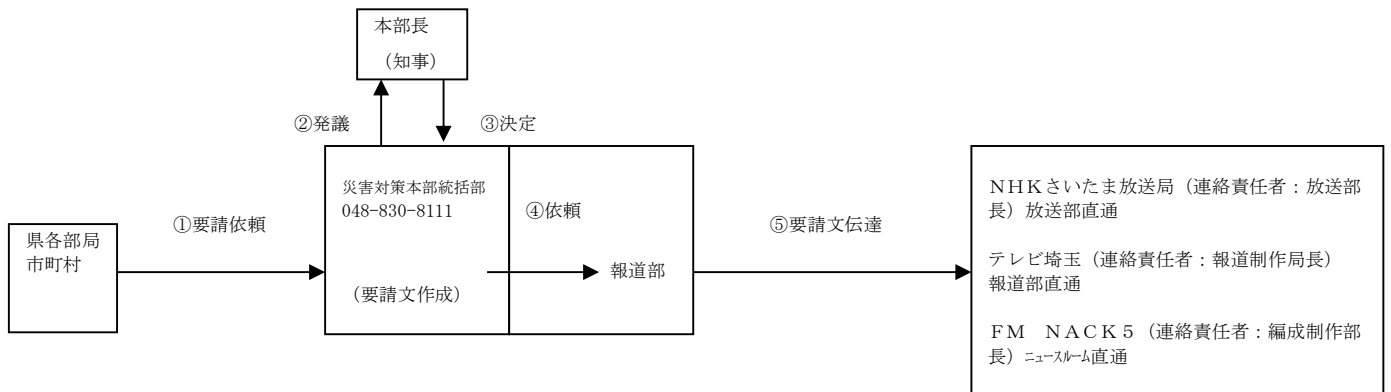 本部長
（知事）
②発議
③決定
災害対策本部統括部
048-830-8111
④依頼
①要請依頼
⑤要請文伝達
県各部局
市町村
報道部
（要請文作成）
ＮＨＫさいたま放送局（連絡責任者：放送部
長）放送部直通
テレビ埼玉（連絡責任者：報道制作局長）
報道部直通
ＦＭ　ＮＡＣＫ５（連絡責任者：編成制作部
長）ﾆｭｰｽﾙｰﾑ直通